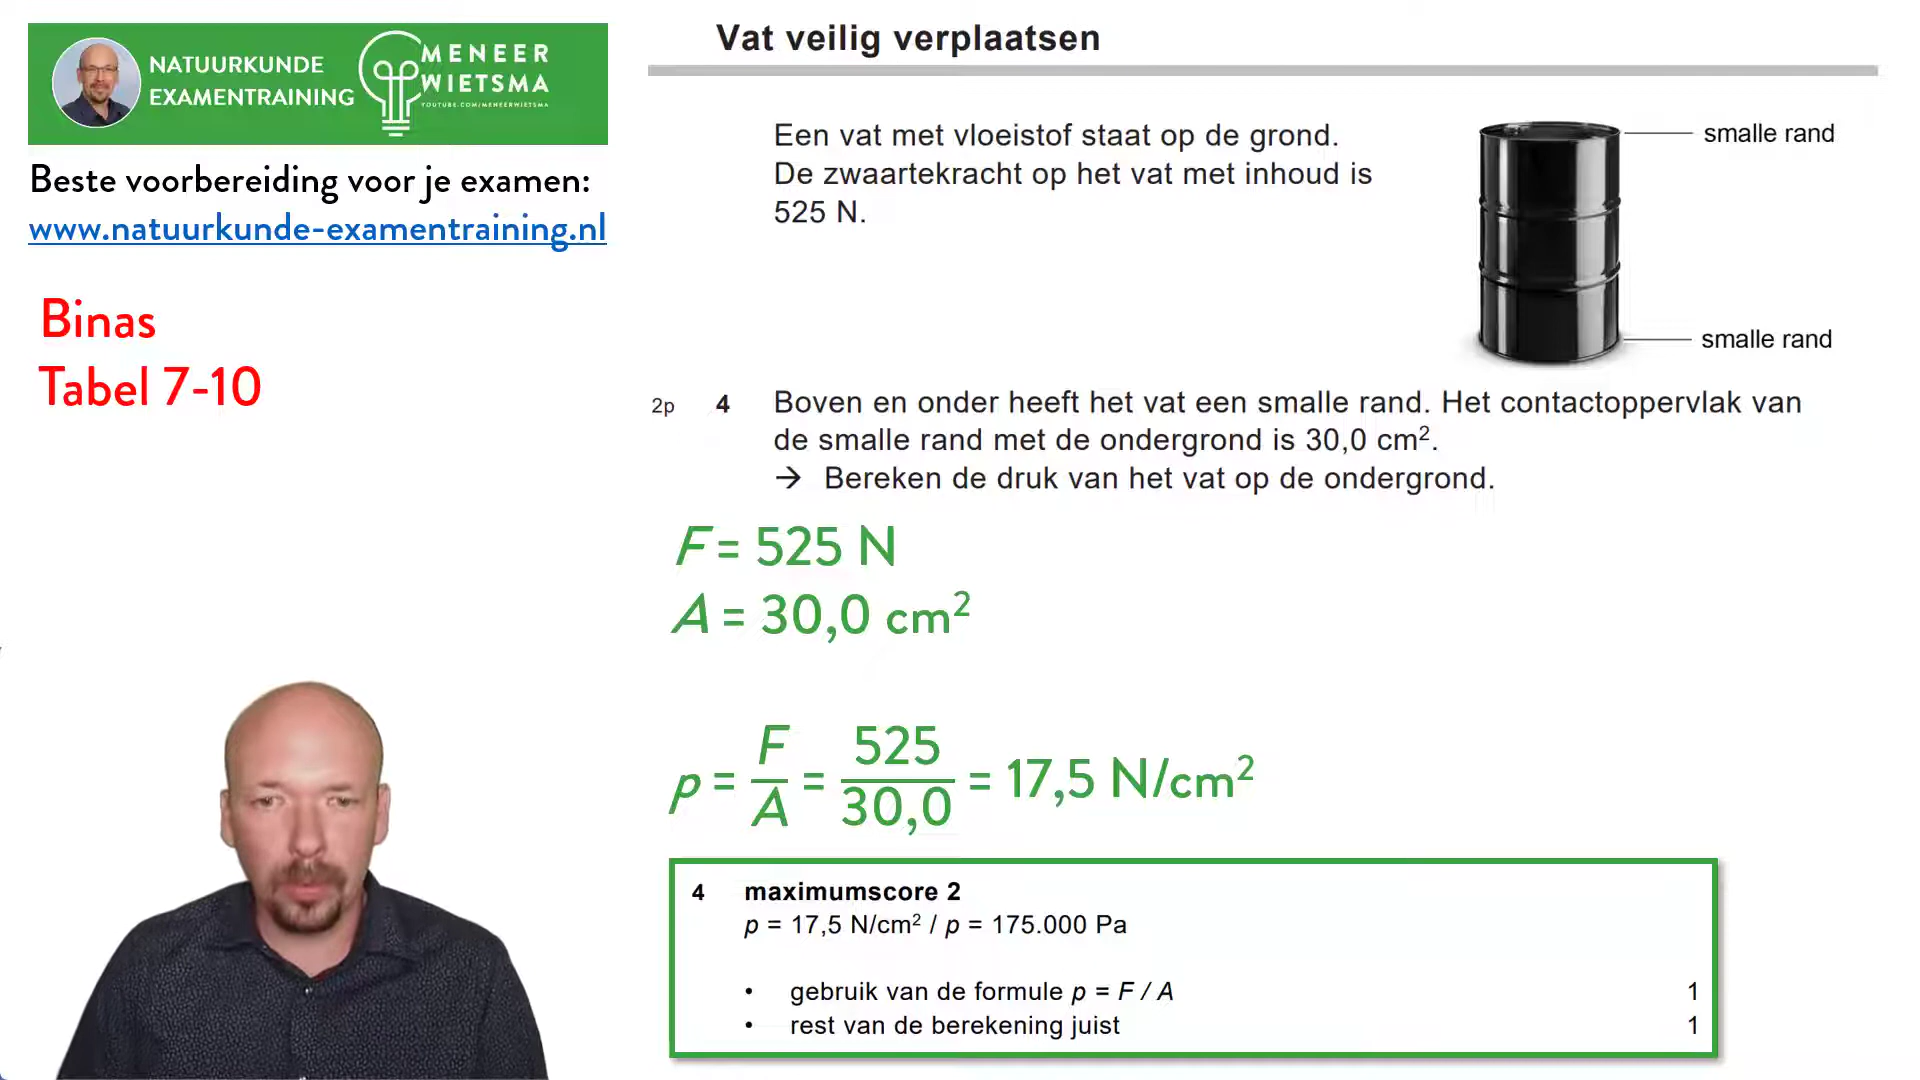 NATUURKUNDE
EXAMENTRAINING
MENEER
WIETSMA
YOUTUBE.COM/MENEERWIETSMA
Beste voorbereiding voor je examen:
www.natuurkunde-examentraining.nl
Binas
Tabel 7-10
Vat veilig verplaatsen
Een vat met vloeistof staat op de grond.
De zwaartekracht op het vat met inhoud is
525 N.
smalle rand
smalle rand
2p 4 Boven en onder heeft het vat een smalle rand. Het contactoppervlak van
de smalle rand met de ondergrond is 30,0 cm².
→ Bereken de druk van het vat op de ondergrond.
F = 525 N
A = 30,0 cm²
p = F/A = 525/30,0 = 17,5 N/cm²
4 maximumscore 2
p = 17,5 N/cm² / p = 175.000 Pa
• gebruik van de formule p = F / A 1
• rest van de berekening juist 1